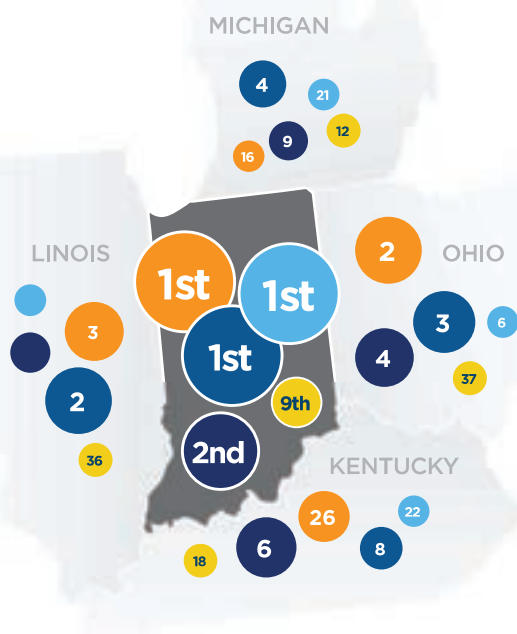 MICHIGAN
4
21
12
9
16
LINOIS
3
2
36
1st
1st
1st
9th
2nd
OHIO
2
3
6
4
37
KENTUCKY
26
22
6
8
18